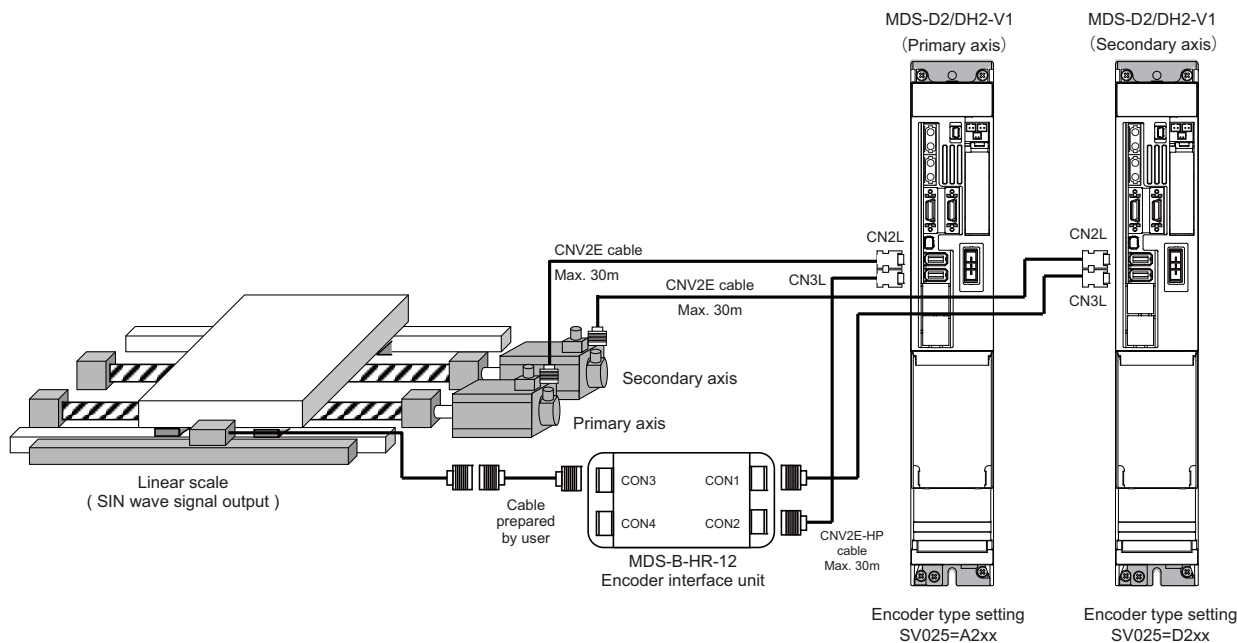 MDS-D2/DH2-V1
(Primary axis)
MDS-D2/DH2-V1
(Secondary axis)
CN2L
CN2L
CNV2E cable
Max. 30m
CN3L
CNV2E cable
Max. 30m
CN3L
Secondary axis
Primary axis
Linear scale
( SIN wave signal output )
Cable
prepared
by user
CON3
CON1
CON4
CON2
MDS-B-HR-12
Encoder interface unit
CNV2E-HP
cable
Max. 30m
Encoder type setting
SV025=A2xx
Encoder type setting
SV025=D2xx